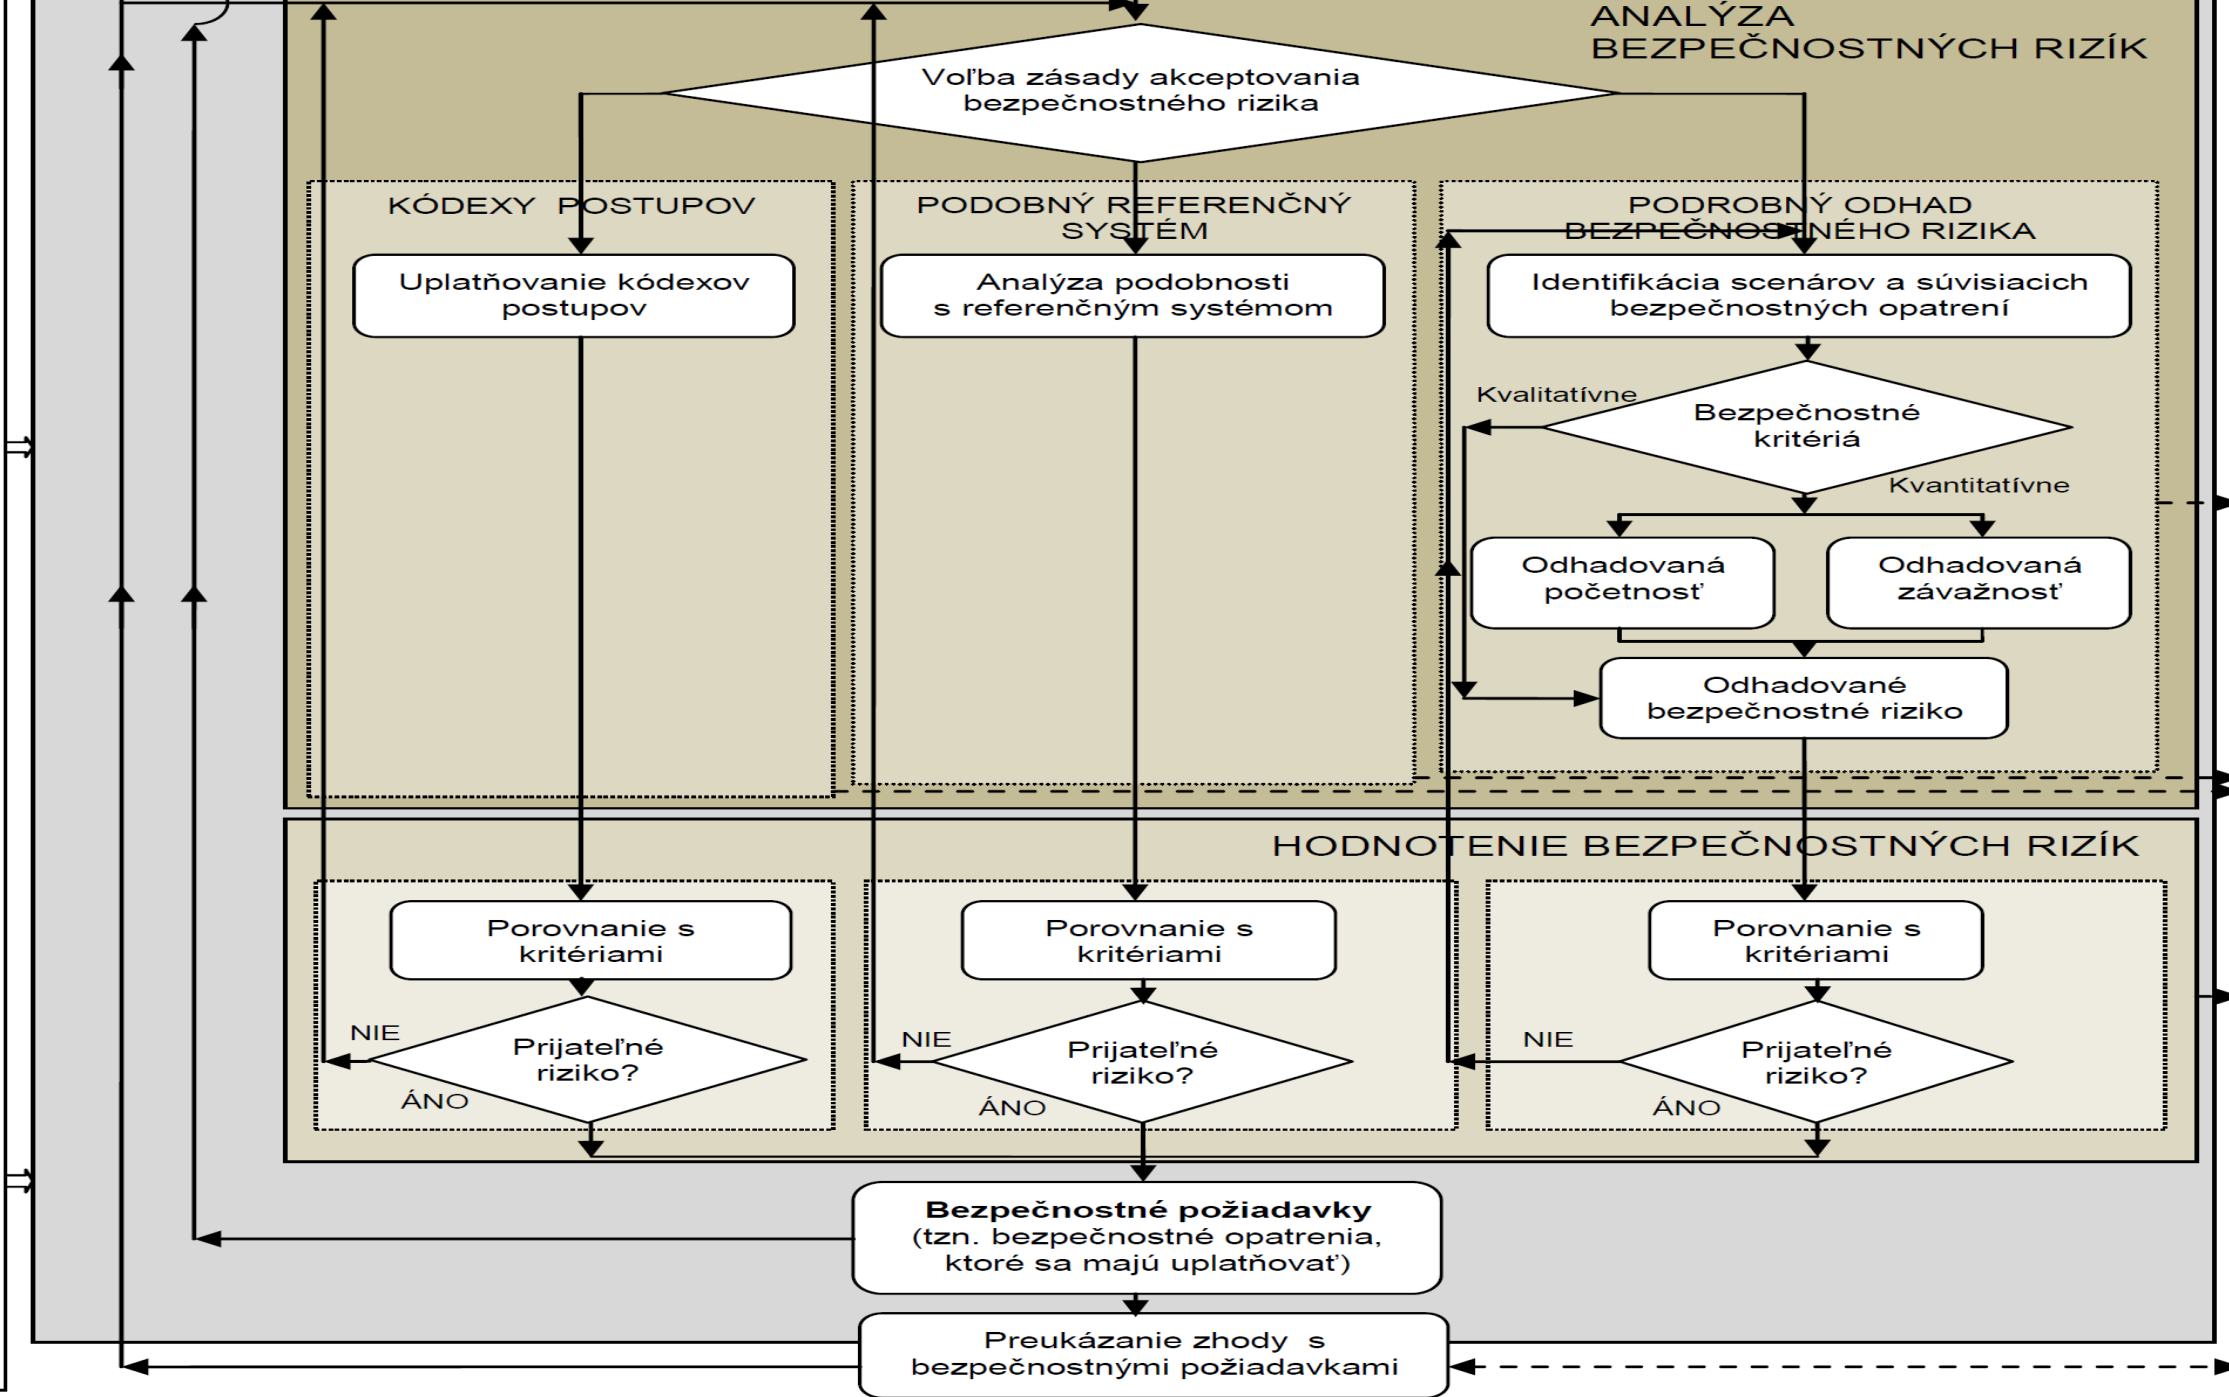 ANALÝZA
BEZPEČNOSTNÝCH RIZÍK
Voľba zásady akceptovania
bezpečnostného rizika
KÓDEXY POSTUPOV
Uplatňovanie kódexov
postupov
PODOBNÝ REFERENČNÝ
SYSTÉM
Analýza podobnosti
s referenčným systémom
PODROBNÝ ODHAD
BEZPEČNOSTNÉHO RIZIKA
Identifikácia scenárov a súvisiacich
bezpečnostných opatrení
Kvalitatívne
Bezpečnostné
kritériá
Kvantitatívne
Odhadovaná
početnosť
Odhadovaná
závažnosť
Odhadované
bezpečnostné riziko
HODNOTENIE BEZPEČNOSTNÝCH RIZÍK
Porovnanie s
kritériami
NIE
Prijateľné
riziko?
ÁNO
Porovnanie s
kritériami
NIE
Prijateľné
riziko?
ÁNO
Porovnanie s
kritériami
NIE
Prijateľné
riziko?
ÁNO
Bezpečnostné požiadavky
(tzn. bezpečnostné opatrenia,
ktoré sa majú uplatňovať)
Preukázanie zhody s
bezpečnostnými požiadavkami